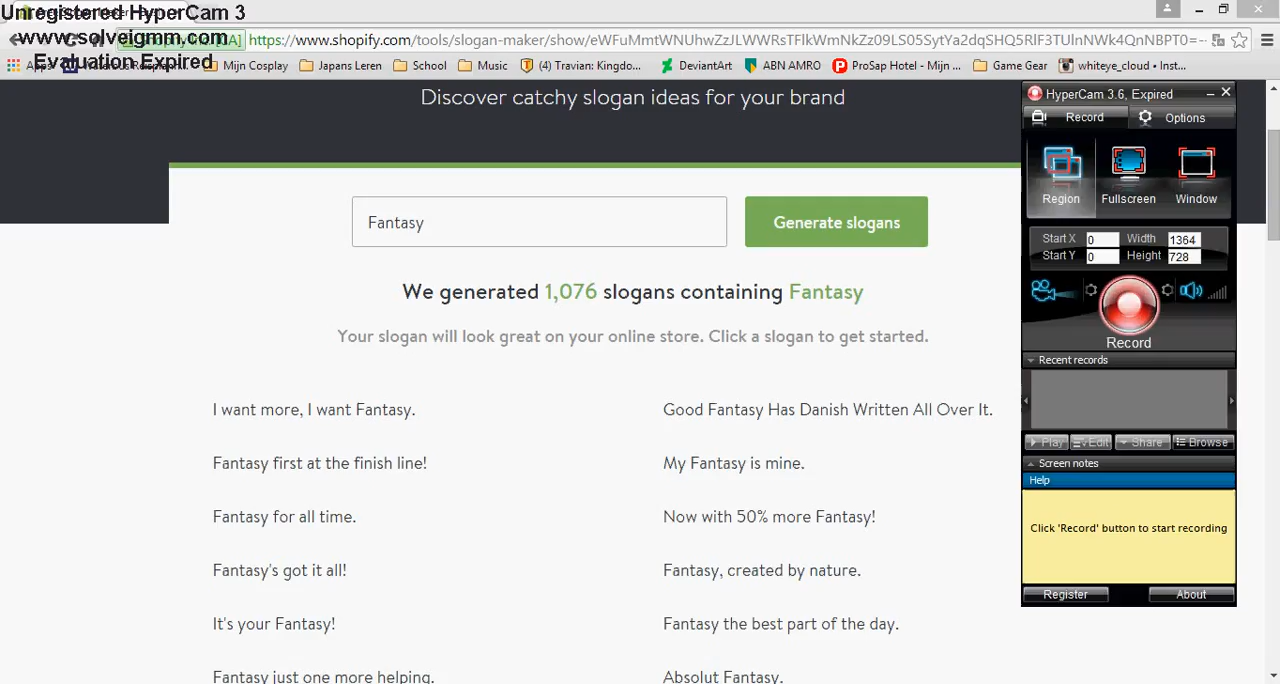 Unregistered HyperCam 3
www.solveigmm.com
Evaluation Expired
https://www.shopify.com/tools/slogan-maker/show/
Mijn Cosplay
Japans Leren
School
Music
(4) Travian: Kingdo...
DeviantArt
ABN AMRO
ProSap Hotel - Mijn ...
Game Gear
whiteye_cloud • Inst...
Discover catchy slogan ideas for your brand
Fantasy
Generate slogans
We generated 1,076 slogans containing Fantasy
Your slogan will look great on your online store. Click a slogan to get started.
I want more, I want Fantasy.
Good Fantasy Has Danish Written All Over It.
Fantasy first at the finish line!
My Fantasy is mine.
Fantasy for all time.
Now with 50% more Fantasy!
Fantasy's got it all!
Fantasy, created by nature.
It's your Fantasy!
Fantasy the best part of the day.
Fantasy just one more helping.
Absolut Fantasy.
HyperCam 3.6, Expired
Record
Options
Region
Fullscreen
Window
Start X 0 Width 1364
Start Y 0 Height 728
Record
Recent records
Play
Edit
Share
Browse
Screen notes
Help
Click 'Record' button to start recording
Register
About